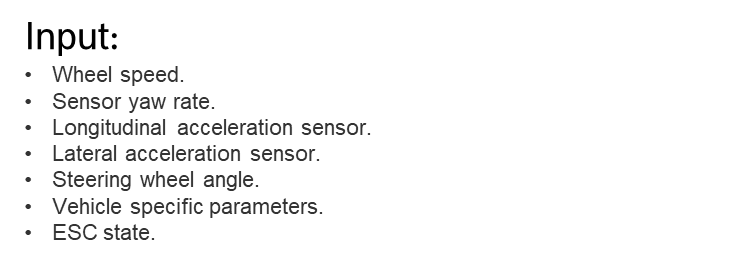 Input:
• Wheel speed.
• Sensor yaw rate.
• Longitudinal acceleration sensor.
• Lateral acceleration sensor.
• Steering wheel angle.
• Vehicle specific parameters.
• ESC state.